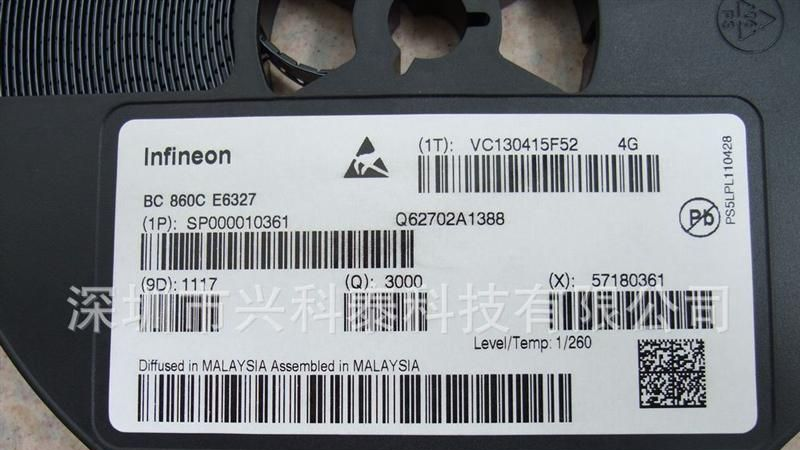 Infineon
(1T): VC130415F52 4G
BC 860C E6327
(1P): SP000010361 Q62702A1388
Pb
PS5LPL110428
(9D): 1117 (Q): 3000 (X): 57180361
深圳市兴科泰科技有限公司
Level/Temp: 1/260
Diffused in MALAYSIA Assembled in MALAYSIA